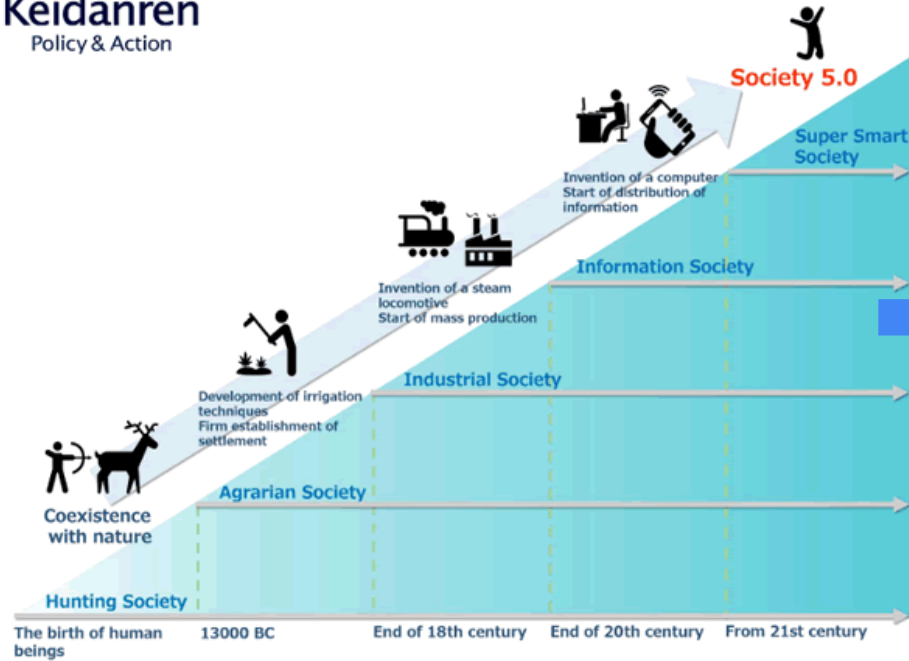 Keidanren
Policy & Action
Society 5.0
Super Smart
Society
Invention of a computer
Start of distribution of
information
Information Society
Invention of a steam
locomotive
Start of mass production
Industrial Society
Development of irrigation
techniques
Firm establishment of
settlement
Agrarian Society
Coexistence
with nature
Hunting Society
The birth of human
beings
13000 BC
End of 18th century
End of 20th century
From 21st century